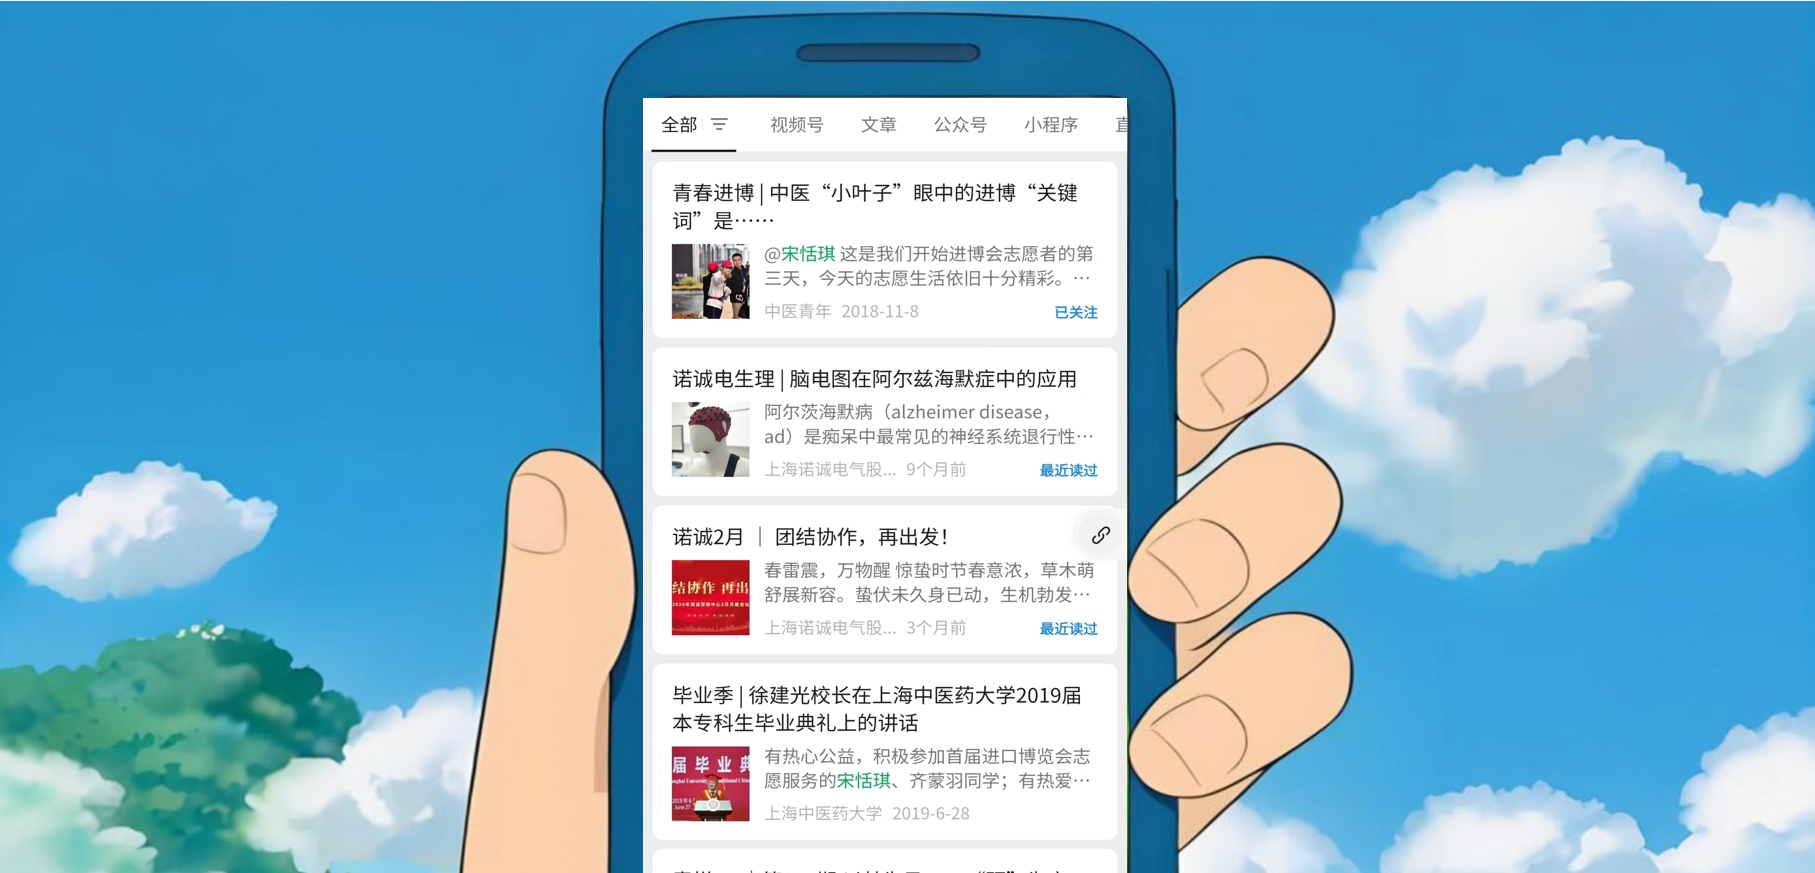 全部 视频号 文章 公众号 小程序
青春进博 | 中医“小叶子”眼中的进博“关键
词”是……
@宋恬琪 这是我们开始进博会志愿者的第
三天，今天的志愿生活依旧十分精彩。…
中医青年 2018-11-8 已关注
诺诚电生理 | 脑电图在阿尔兹海默症中的应用
阿尔茨海默病（alzheimer disease，
ad）是痴呆中最常见的神经系统退行性…
上海诺诚电气股... 9个月前 最近读过
诺诚2月 ｜ 团结协作，再出发！
结协作 再出
春雷震，万物醒 惊蛰时节春意浓，草木萌
舒展新容。蛰伏未久身已动，生机勃发…
上海诺诚电气股... 3个月前 最近读过
毕业季 | 徐建光校长在上海中医药大学2019届
本专科生毕业典礼上的讲话
届毕业典
有热心公益，积极参加首届进口博览会志
愿服务的宋恬琪、齐蒙羽同学；有热爱…
上海中医药大学 2019-6-28